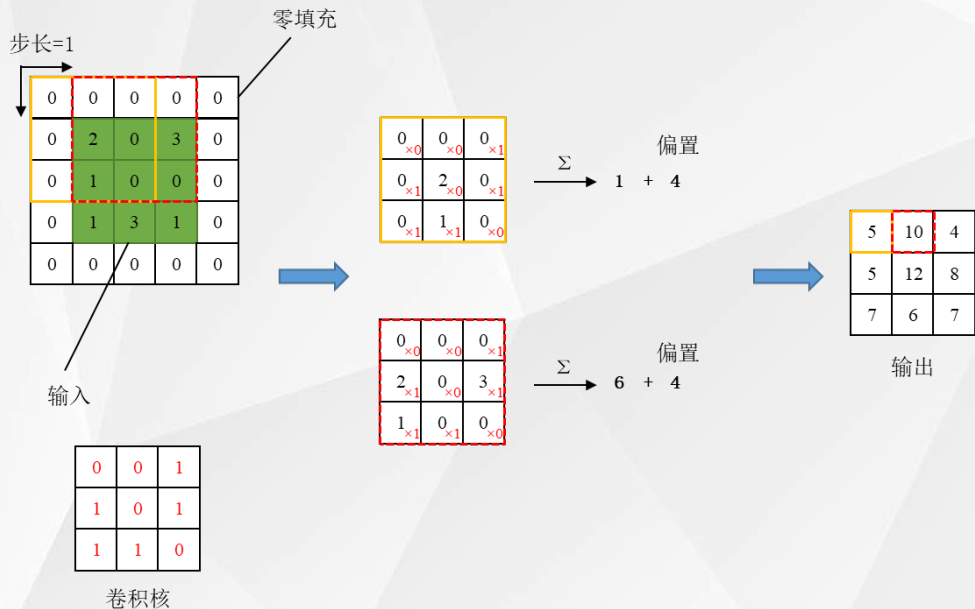 零填充
步长=1
0 0 0 0 0
0 2 0 3 0
0 1 0 0 0
0 1 3 1 0
0 0 0 0 0
输入
0×0 0×0 0×1
0×1 2×0 0×1
0×1 1×1 0×0
Σ
偏置
1 + 4
0×0 0×0 0×1
2×1 0×0 3×1
1×1 0×1 0×0
Σ
偏置
6 + 4
5 10 4
5 12 8
7 6 7
输出
0 0 1
1 0 1
1 1 0
卷积核